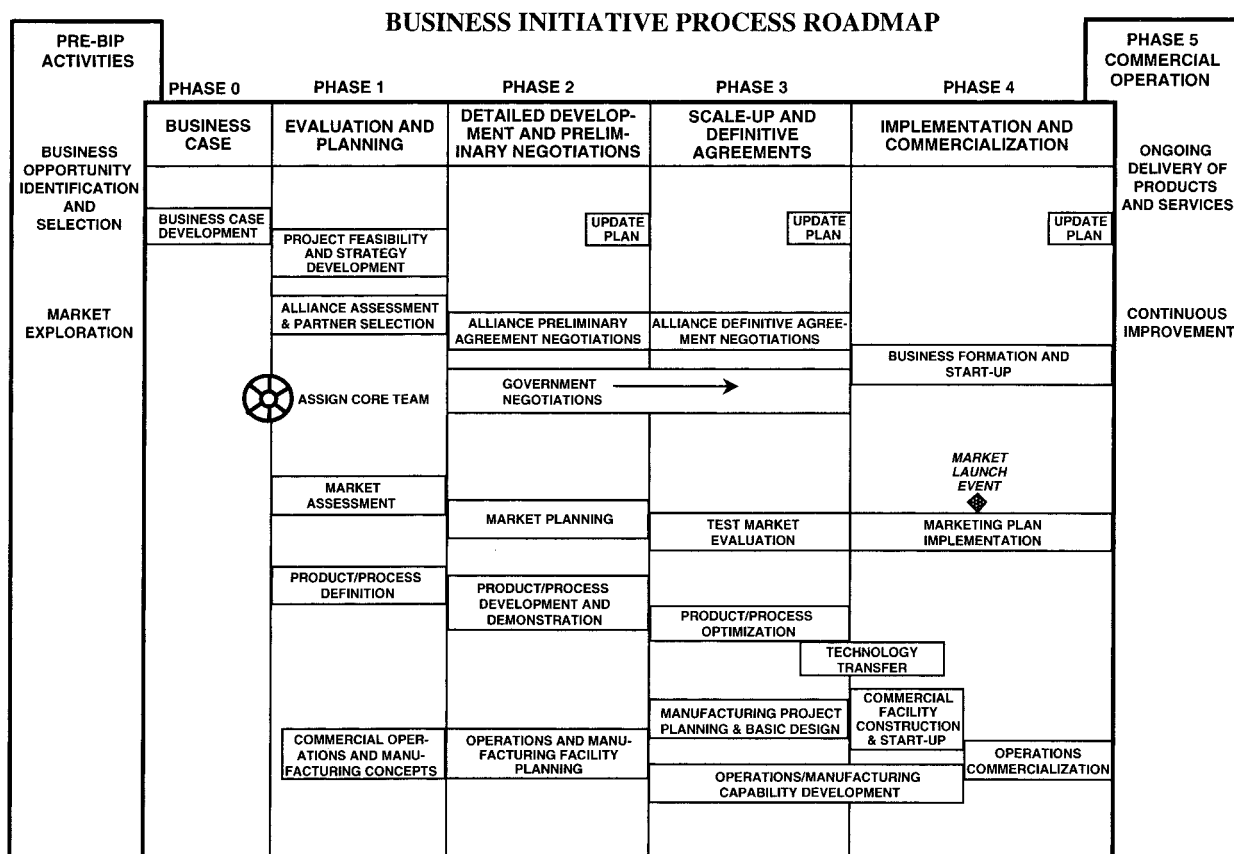 BUSINESS INITIATIVE PROCESS ROADMAP
PRE-BIP
ACTIVITIES
PHASE 5
COMMERCIAL
OPERATION
PHASE 0
PHASE 1
PHASE 2
PHASE 3
PHASE 4
BUSINESS
CASE
EVALUATION AND
PLANNING
DETAILED DEVELOP-
MENT AND PRELIM-
INARY NEGOTIATIONS
SCALE-UP AND
DEFINITIVE
AGREEMENTS
IMPLEMENTATION AND
COMMERCIALIZATION
BUSINESS
OPPORTUNITY
IDENTIFICATION
AND
SELECTION
ONGOING
DELIVERY OF
PRODUCTS
AND SERVICES
BUSINESS CASE
DEVELOPMENT
UPDATE
PLAN
UPDATE
PLAN
UPDATE
PLAN
PROJECT FEASIBILITY
AND STRATEGY
DEVELOPMENT
MARKET
EXPLORATION
ALLIANCE ASSESSMENT
& PARTNER SELECTION
ALLIANCE PRELIMINARY
AGREEMENT NEGOTIATIONS
ALLIANCE DEFINITIVE AGREE-
MENT NEGOTIATIONS
CONTINUOUS
IMPROVEMENT
BUSINESS FORMATION AND
START-UP
ASSIGN CORE TEAM
GOVERNMENT
NEGOTIATIONS
MARKET
LAUNCH
EVENT
MARKET
ASSESSMENT
MARKET PLANNING
TEST MARKET
EVALUATION
MARKETING PLAN
IMPLEMENTATION
PRODUCT/PROCESS
DEFINITION
PRODUCT/PROCESS
DEVELOPMENT AND
DEMONSTRATION
PRODUCT/PROCESS
OPTIMIZATION
TECHNOLOGY
TRANSFER
MANUFACTURING PROJECT
PLANNING & BASIC DESIGN
COMMERCIAL
FACILITY
CONSTRUCTION
& START-UP
COMMERCIAL OPER-
ATIONS AND MANU-
FACTURING CONCEPTS
OPERATIONS AND MANU-
FACTURING FACILITY
PLANNING
OPERATIONS
COMMERCIALIZATION
OPERATIONS/MANUFACTURING
CAPABILITY DEVELOPMENT